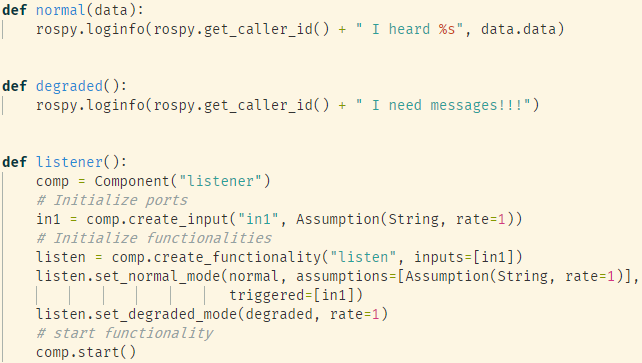 def normal(data):
    rospy.loginfo(rospy.get_caller_id() + " I heard %s", data.data)
def degraded():
    rospy.loginfo(rospy.get_caller_id() + " I need messages!!!")
def listener():
    comp = Component("listener")
    # Initialize ports
    in1 = comp.create_input("in1", Assumption(String, rate=1))
    # Initialize functionalities
    listen = comp.create_functionality("listen", inputs=[in1])
    listen.set_normal_mode(normal, assumptions=[Assumption(String, rate=1)],
                           triggered=[in1])
    listen.set_degraded_mode(degraded, rate=1)
    # start functionality
    comp.start()